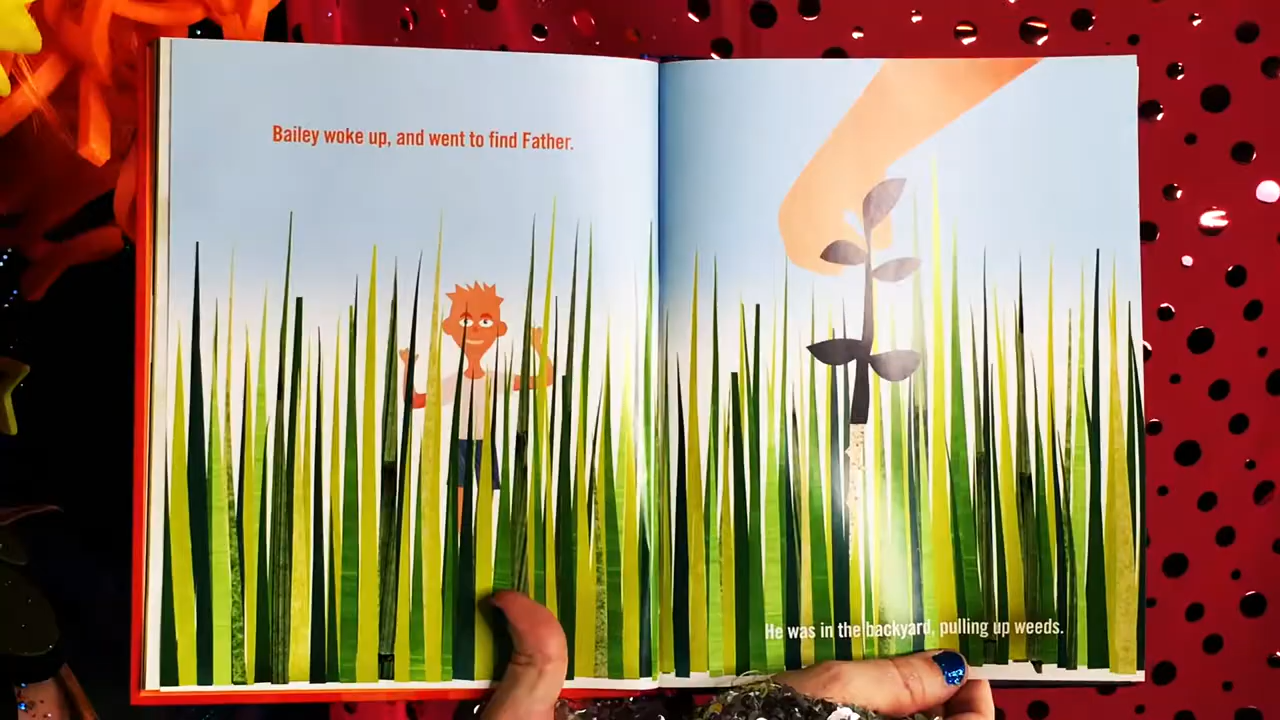 Bailey woke up, and went to find Father.
He was in the backyard, pulling up weeds.